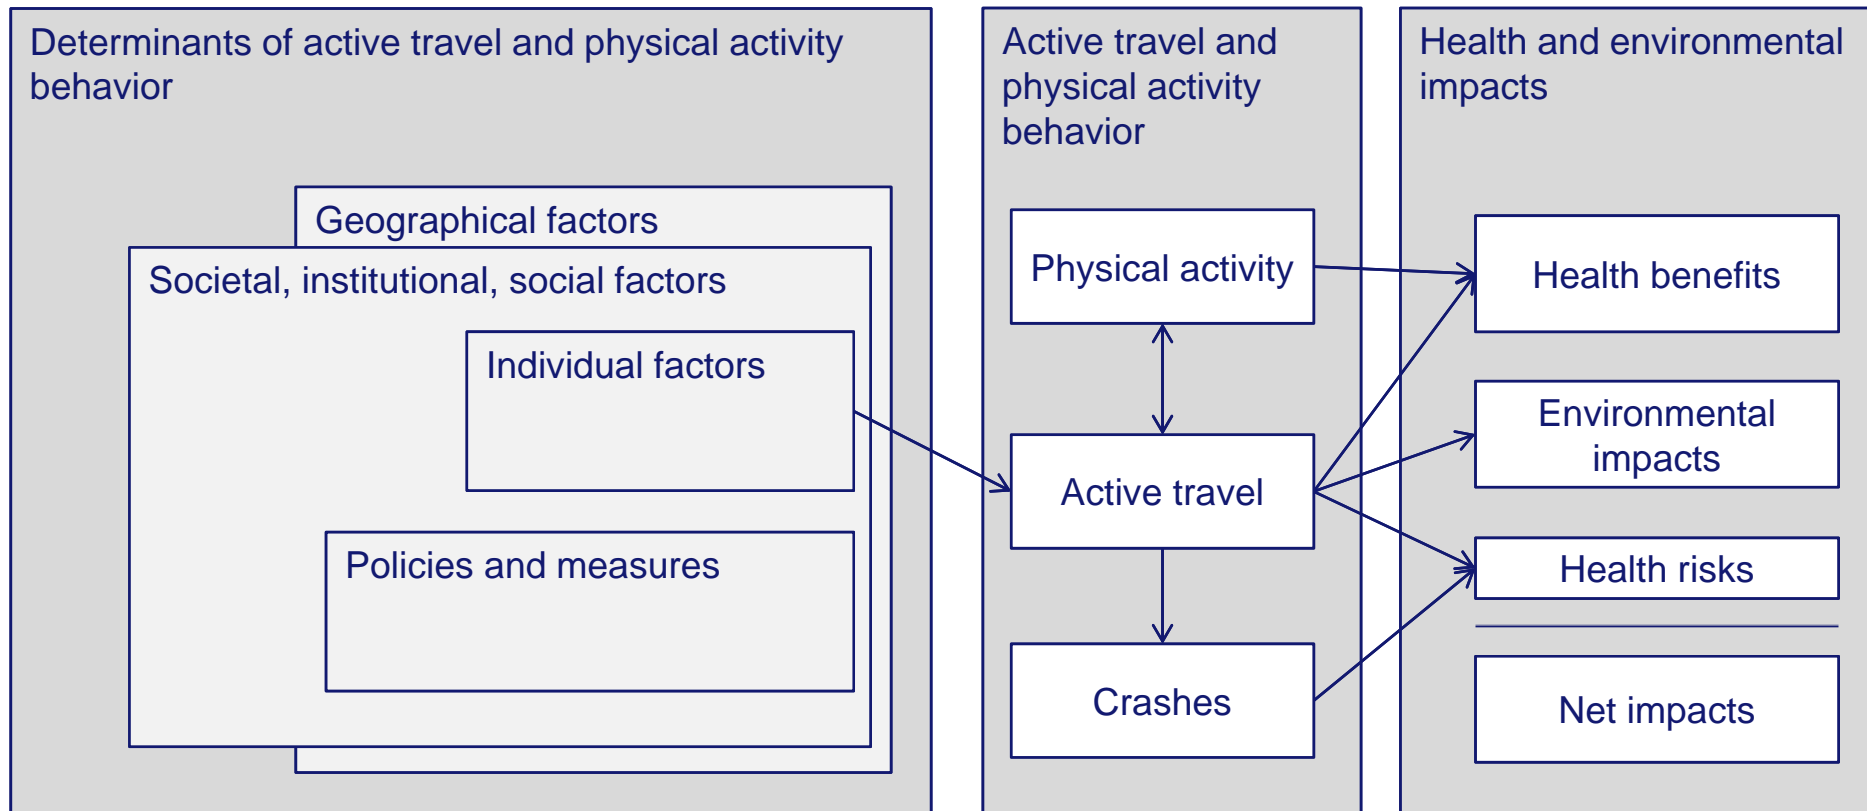 Determinants of active travel and physical activity
behavior
Geographical factors
Societal, institutional, social factors
Individual factors
Policies and measures
Active travel and
physical activity
behavior
Physical activity
Active travel
Crashes
Health and environmental
impacts
Health benefits
Environmental
impacts
Health risks
Net impacts